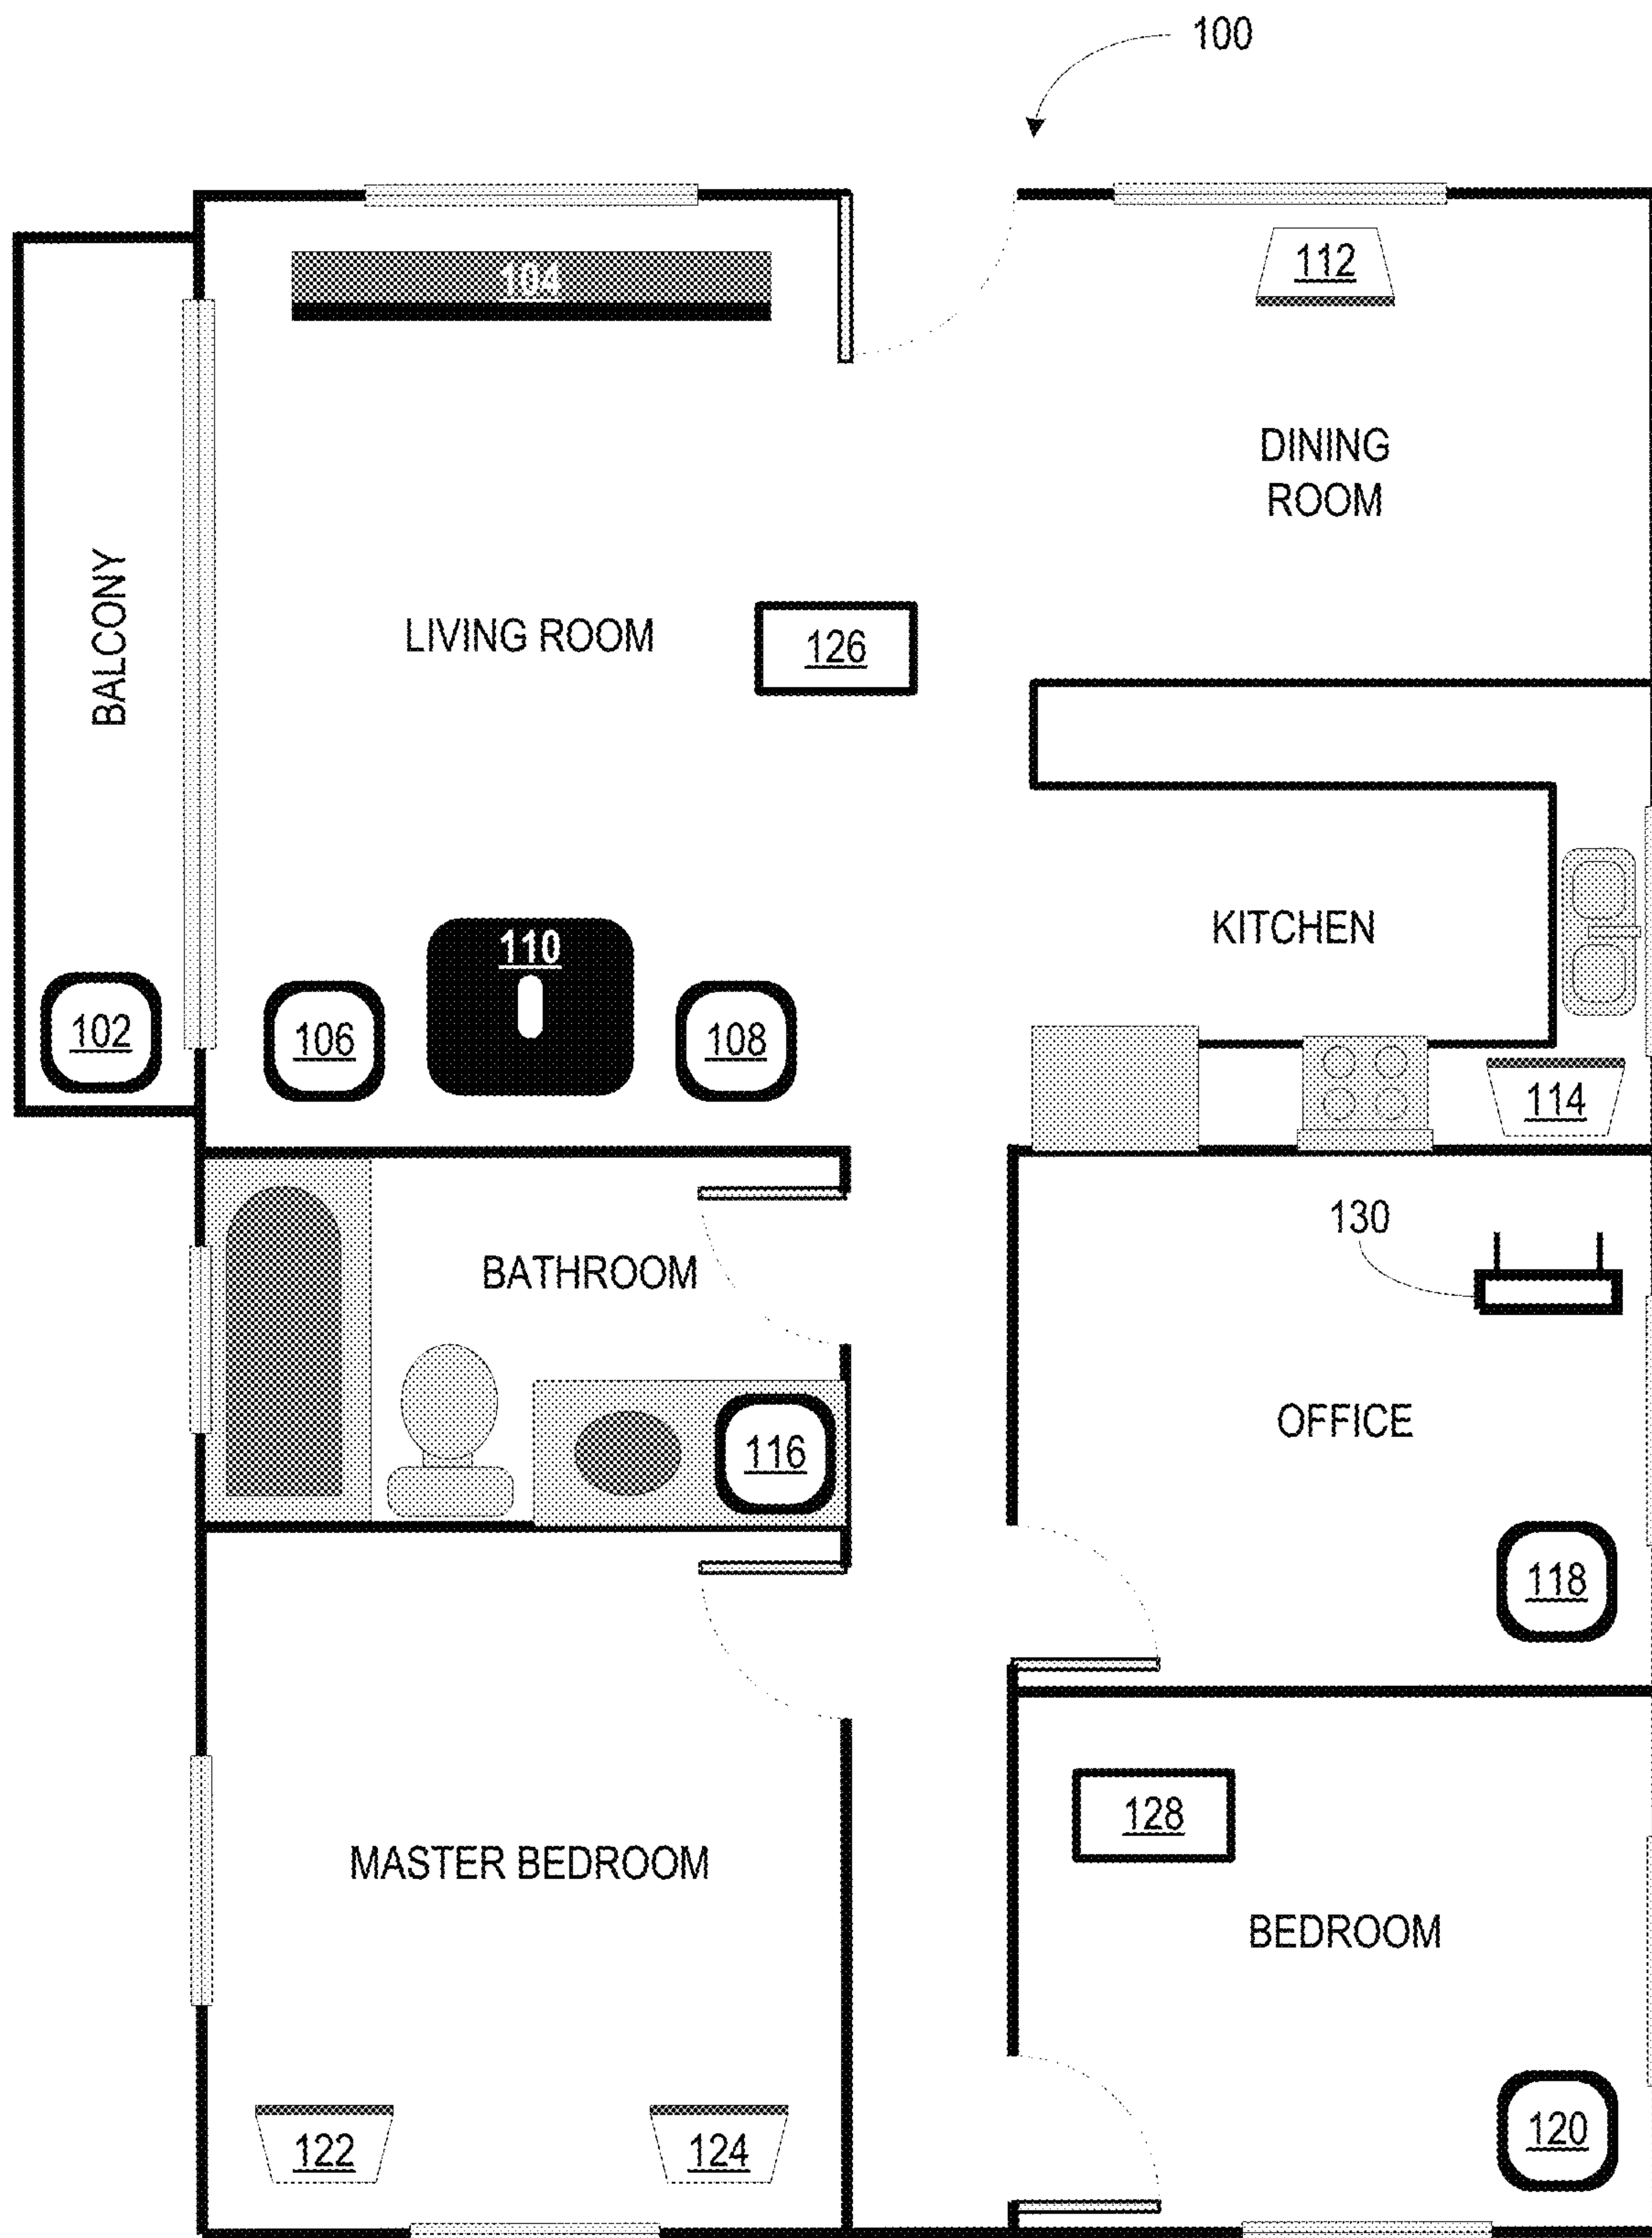 100
104
112
DINING
ROOM
BALCONY
LIVING ROOM
126
KITCHEN
110
102
106
108
114
130
BATHROOM
OFFICE
116
118
128
MASTER BEDROOM
BEDROOM
122
124
120